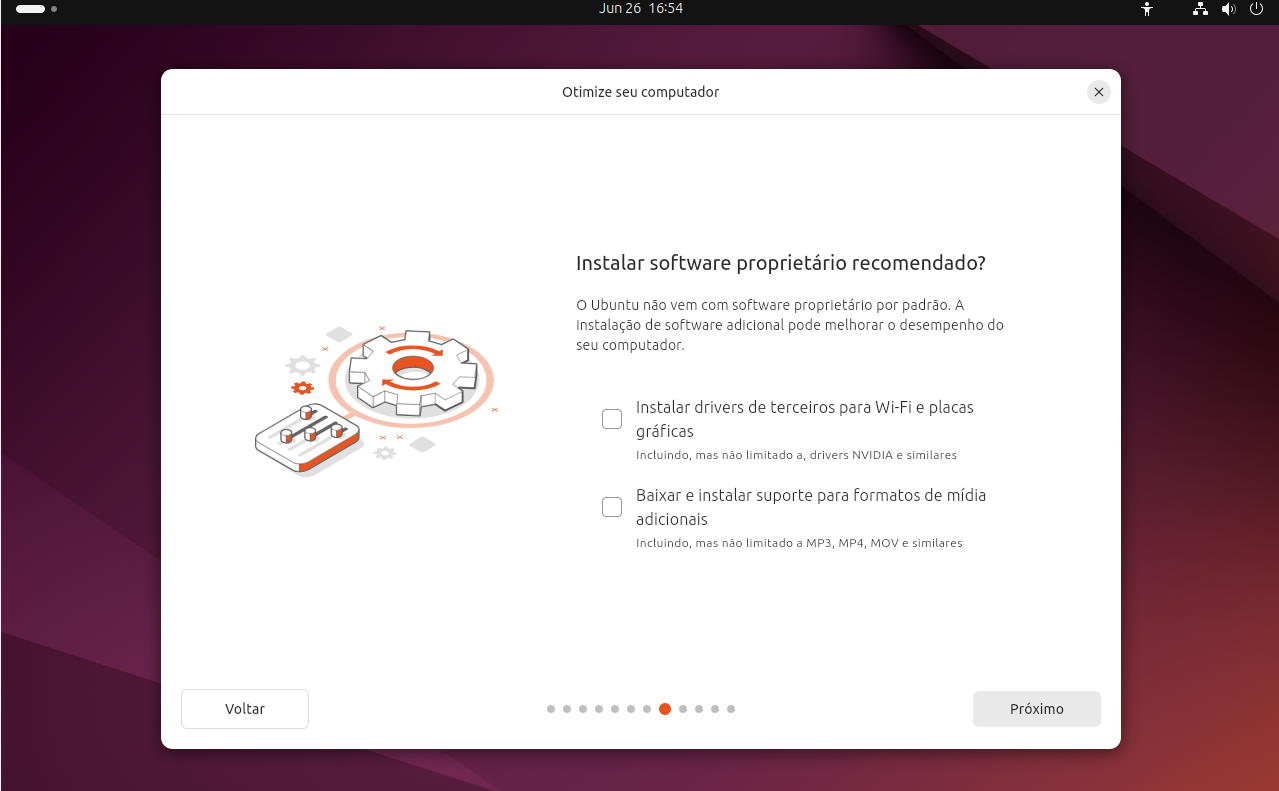 Jun 26 16:54
Otimize seu computador
Instalar software proprietário recomendado?
O Ubuntu não vem com software proprietário por padrão. A
instalação de software adicional pode melhorar o desempenho do
seu computador.
Instalar drivers de terceiros para Wi-Fi e placas
gráficas
Incluindo, mas não limitado a, drivers NVIDIA e similares
Baixar e instalar suporte para formatos de mídia
adicionais
Incluindo, mas não limitado a MP3, MP4, MOV e similares
Voltar
Próximo